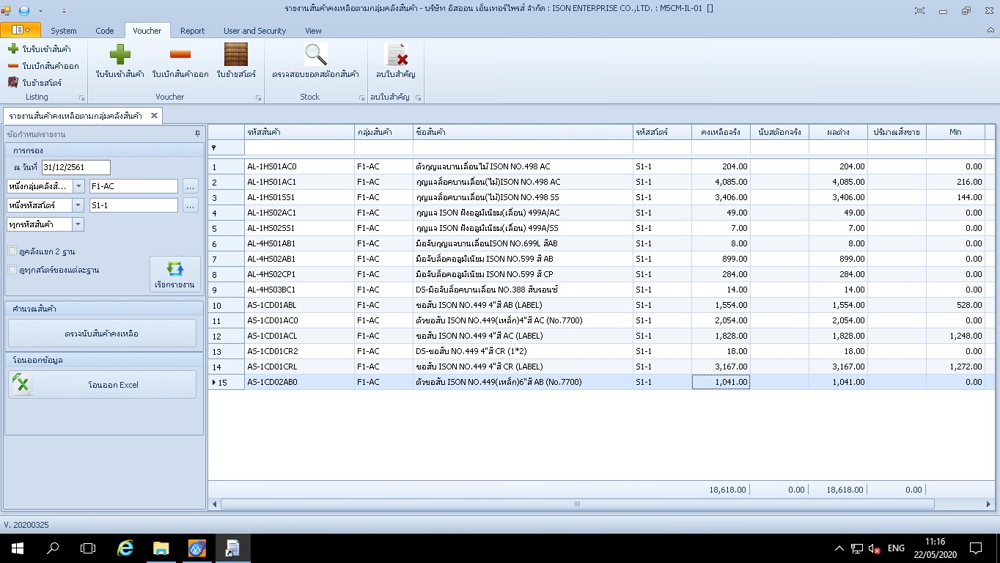 รายงานสินค้าคงเหลือตามกลุ่มคลังสินค้า - บริษัท อิสออน เอ็นเทอร์ไพรส์ จำกัด : ISON ENTERPRISE CO.,LTD. : M5CM-IL-01 []
System Code Voucher Report User and Security View
ใบรับเข้าสินค้า
ใบเบิกสินค้าออก
ใบย้ายสโตร์
Listing
ใบรับเข้าสินค้า ใบเบิกสินค้าออก ใบย้ายสโตร์
Voucher
ตรวจสอบยอดสต๊อกสินค้า
Stock
ลบใบสำคัญ
ลบใบสำคัญ
รายงานสินค้าคงเหลือตามกลุ่มคลังสินค้า
ข้อกำหนดรายงาน
การกรอง
ณ วันที่ 31/12/2561
หนึ่งกลุ่มคลังสิ... F1-AC ...
หนึ่งรหัสสโตร์ S1-1 ...
ทุกรหัสสินค้า
ดูคลังแยก 2 ฐาน
ดูทุกสโตร์ของแต่ละฐาน
เรียกรายงาน
คำนวณสินค้า
ตรวจนับสินค้าคงเหลือ
โอนออกข้อมูล
โอนออก Excel
รหัสสินค้า กลุ่มสินค้า ชื่อสินค้า รหัสสโตร์ คงเหลือจริง นับสต๊อกจริง ผลต่าง ปริมาณสั่งขาย Min
1 AL-1HS01AC0 F1-AC ตัวกุญแจบานเลื่อนไม้ ISON NO.498 AC S1-1 204.00 204.00 0.00
2 AL-1HS01AC1 F1-AC กุญแจล็อคบานเลื่อน(ไม้)ISON NO.498 AC S1-1 4,085.00 4,085.00 216.00
3 AL-1HS01SS1 F1-AC กุญแจล็อคบานเลื่อน(ไม้)ISON NO.498 SS S1-1 3,406.00 3,406.00 144.00
4 AL-1HS02AC1 F1-AC กุญแจ ISON ฝังอลูมิเนียม(เลื่อน) 499A/AC S1-1 49.00 49.00 0.00
5 AL-1HS02SS1 F1-AC กุญแจ ISON ฝังอลูมิเนียม(เลื่อน) 499A/SS S1-1 7.00 7.00 0.00
6 AL-4HS01AB1 F1-AC มือจับกุญแจบานเลื่อนISON NO.699L สีAB S1-1 8.00 8.00 0.00
7 AL-4HS02AB1 F1-AC มือจับล็อคอลูมิเนียม ISON NO.599 สี AB S1-1 899.00 899.00 0.00
8 AL-4HS02CP1 F1-AC มือจับล็อคอลูมิเนียม ISON NO.599 สี CP S1-1 284.00 284.00 0.00
9 AL-4HS03BC1 F1-AC DS-มือจับล็อคบานเลื่อน NO.388 สีบรอนซ์ S1-1 14.00 14.00 0.00
10 AS-1CD01ABL F1-AC ขอสับ ISON NO.449 4"สี AB (LABEL) S1-1 1,554.00 1,554.00 528.00
11 AS-1CD01AC0 F1-AC ตัวขอสับ ISON NO.449(เหล็ก)4"สี AC (No.7700) S1-1 2,054.00 2,054.00 0.00
12 AS-1CD01ACL F1-AC ขอสับ ISON NO.449 4"สี AC (LABEL) S1-1 1,828.00 1,828.00 1,248.00
13 AS-1CD01CR2 F1-AC DS-ขอสับ NO.449 4"สี CR (1*2) S1-1 18.00 18.00 0.00
14 AS-1CD01CRL F1-AC ขอสับ ISON NO.449 4"สี CR (LABEL) S1-1 3,167.00 3,167.00 1,272.00
15 AS-1CD02AB0 F1-AC ตัวขอสับ ISON NO.449(เหล็ก)6"สี AB (No.7700) S1-1 1,041.00 1,041.00 0.00
18,618.00 0.00 18,618.00 0.00
V. 20200325
ENG 11:16
22/05/2020